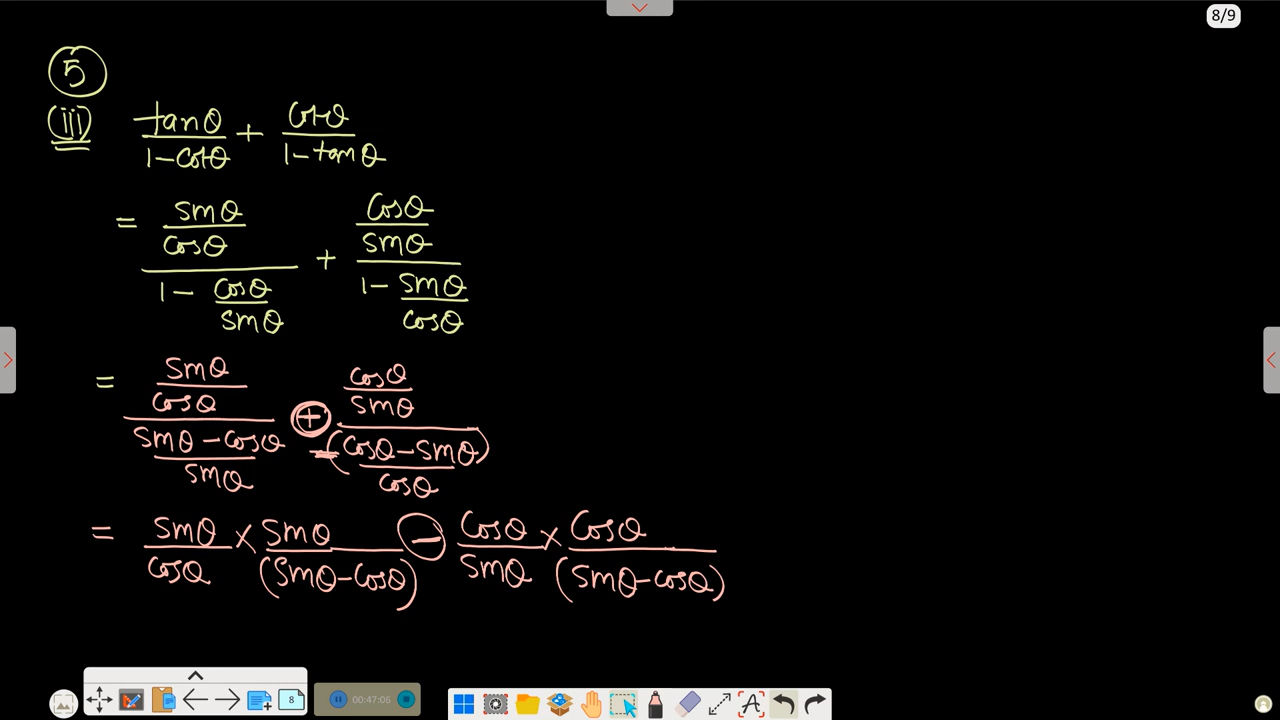 8/9
5
(iii) tanθ/(1-cotθ) + cotθ/(1-tanθ)
= (sinθ/cosθ)/(1 - cosθ/sinθ) + (cosθ/sinθ)/(1 - sinθ/cosθ)
= (sinθ/cosθ)/((sinθ - cosθ)/sinθ) + (cosθ/sinθ)/(-(cosθ - sinθ)/cosθ)
= sinθ/cosθ × sinθ/(sinθ-cosθ) - cosθ/sinθ × cosθ/(sinθ-cosθ)
8
00:47:06